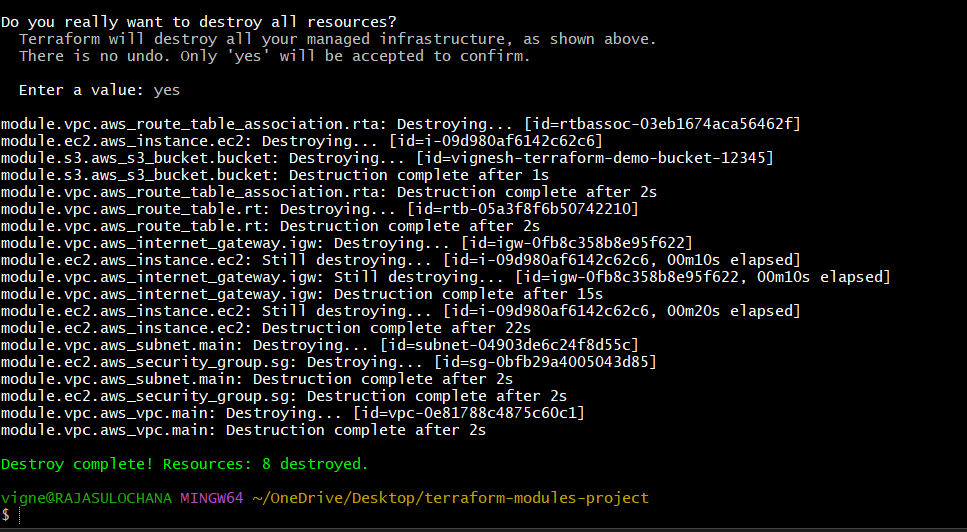 Do you really want to destroy all resources?
  Terraform will destroy all your managed infrastructure, as shown above.
  There is no undo. Only 'yes' will be accepted to confirm.

  Enter a value: yes

module.vpc.aws_route_table_association.rta: Destroying... [id=rtbassoc-03eb1674aca56462f]
module.ec2.aws_instance.ec2: Destroying... [id=i-09d980af6142c62c6]
module.s3.aws_s3_bucket.bucket: Destroying... [id=vignesh-terraform-demo-bucket-12345]
module.s3.aws_s3_bucket.bucket: Destruction complete after 1s
module.vpc.aws_route_table_association.rta: Destruction complete after 2s
module.vpc.aws_route_table.rt: Destroying... [id=rtb-05a3f8f6b50742210]
module.vpc.aws_route_table.rt: Destruction complete after 2s
module.vpc.aws_internet_gateway.igw: Destroying... [id=igw-0fb8c358b8e95f622]
module.ec2.aws_instance.ec2: Still destroying... [id=i-09d980af6142c62c6, 00m10s elapsed]
module.vpc.aws_internet_gateway.igw: Still destroying... [id=igw-0fb8c358b8e95f622, 00m10s elapsed]
module.vpc.aws_internet_gateway.igw: Destruction complete after 15s
module.ec2.aws_instance.ec2: Still destroying... [id=i-09d980af6142c62c6, 00m20s elapsed]
module.ec2.aws_instance.ec2: Destruction complete after 22s
module.vpc.aws_subnet.main: Destroying... [id=subnet-04903de6c24f8d55c]
module.ec2.aws_security_group.sg: Destroying... [id=sg-0bfb29a4005043d85]
module.vpc.aws_subnet.main: Destruction complete after 2s
module.ec2.aws_security_group.sg: Destruction complete after 2s
module.vpc.aws_vpc.main: Destroying... [id=vpc-0e81788c4875c60c1]
module.vpc.aws_vpc.main: Destruction complete after 2s

Destroy complete! Resources: 8 destroyed.

vigne@RAJASULOCHANA MINGW64 ~/OneDrive/Desktop/terraform-modules-project
$